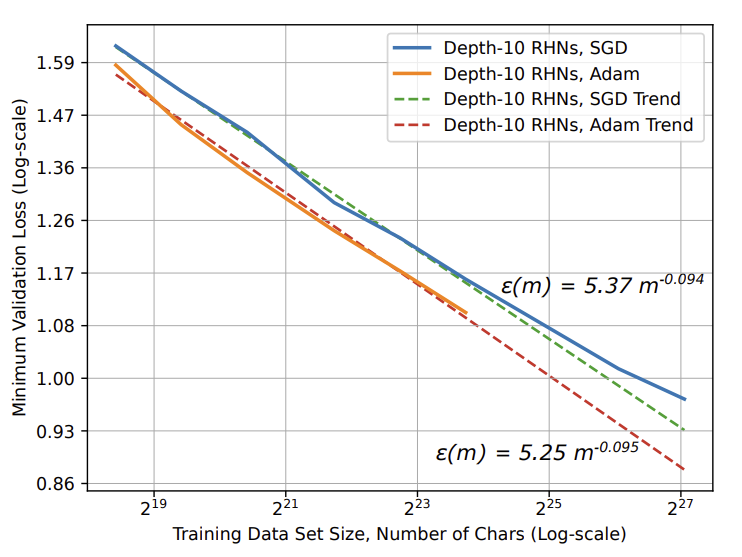 Minimum Validation Loss (Log-scale)
1.59
1.47
1.36
1.26
1.17
1.08
1.00
0.93
0.86
Depth-10 RHNs, SGD
Depth-10 RHNs, Adam
Depth-10 RHNs, SGD Trend
Depth-10 RHNs, Adam Trend
ε(m) = 5.37 m^-0.094
ε(m) = 5.25 m^-0.095
2^19 2^21 2^23 2^25 2^27
Training Data Set Size, Number of Chars (Log-scale)